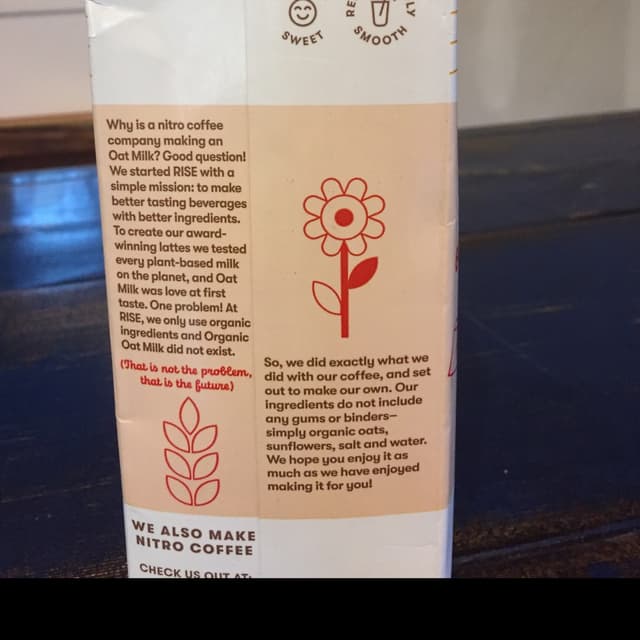 SWEET
SMOOTH
Why is a nitro coffee
company making an
Oat Milk? Good question!
We started RISE with a
simple mission: to make
better tasting beverages
with better ingredients.
To create our award-
winning lattes we tested
every plant-based milk
on the planet, and Oat
Milk was love at first
taste. One problem! At
RISE, we only use organic
ingredients and Organic
Oat Milk did not exist.
(That is not the problem,
that is the future)
So, we did exactly what we
did with our coffee, and set
out to make our own. Our
ingredients do not include
any gums or binders—
simply organic oats,
sunflowers, salt and water.
We hope you enjoy it as
much as we have enjoyed
making it for you!
WE ALSO MAKE
NITRO COFFEE
CHECK US OUT AT: